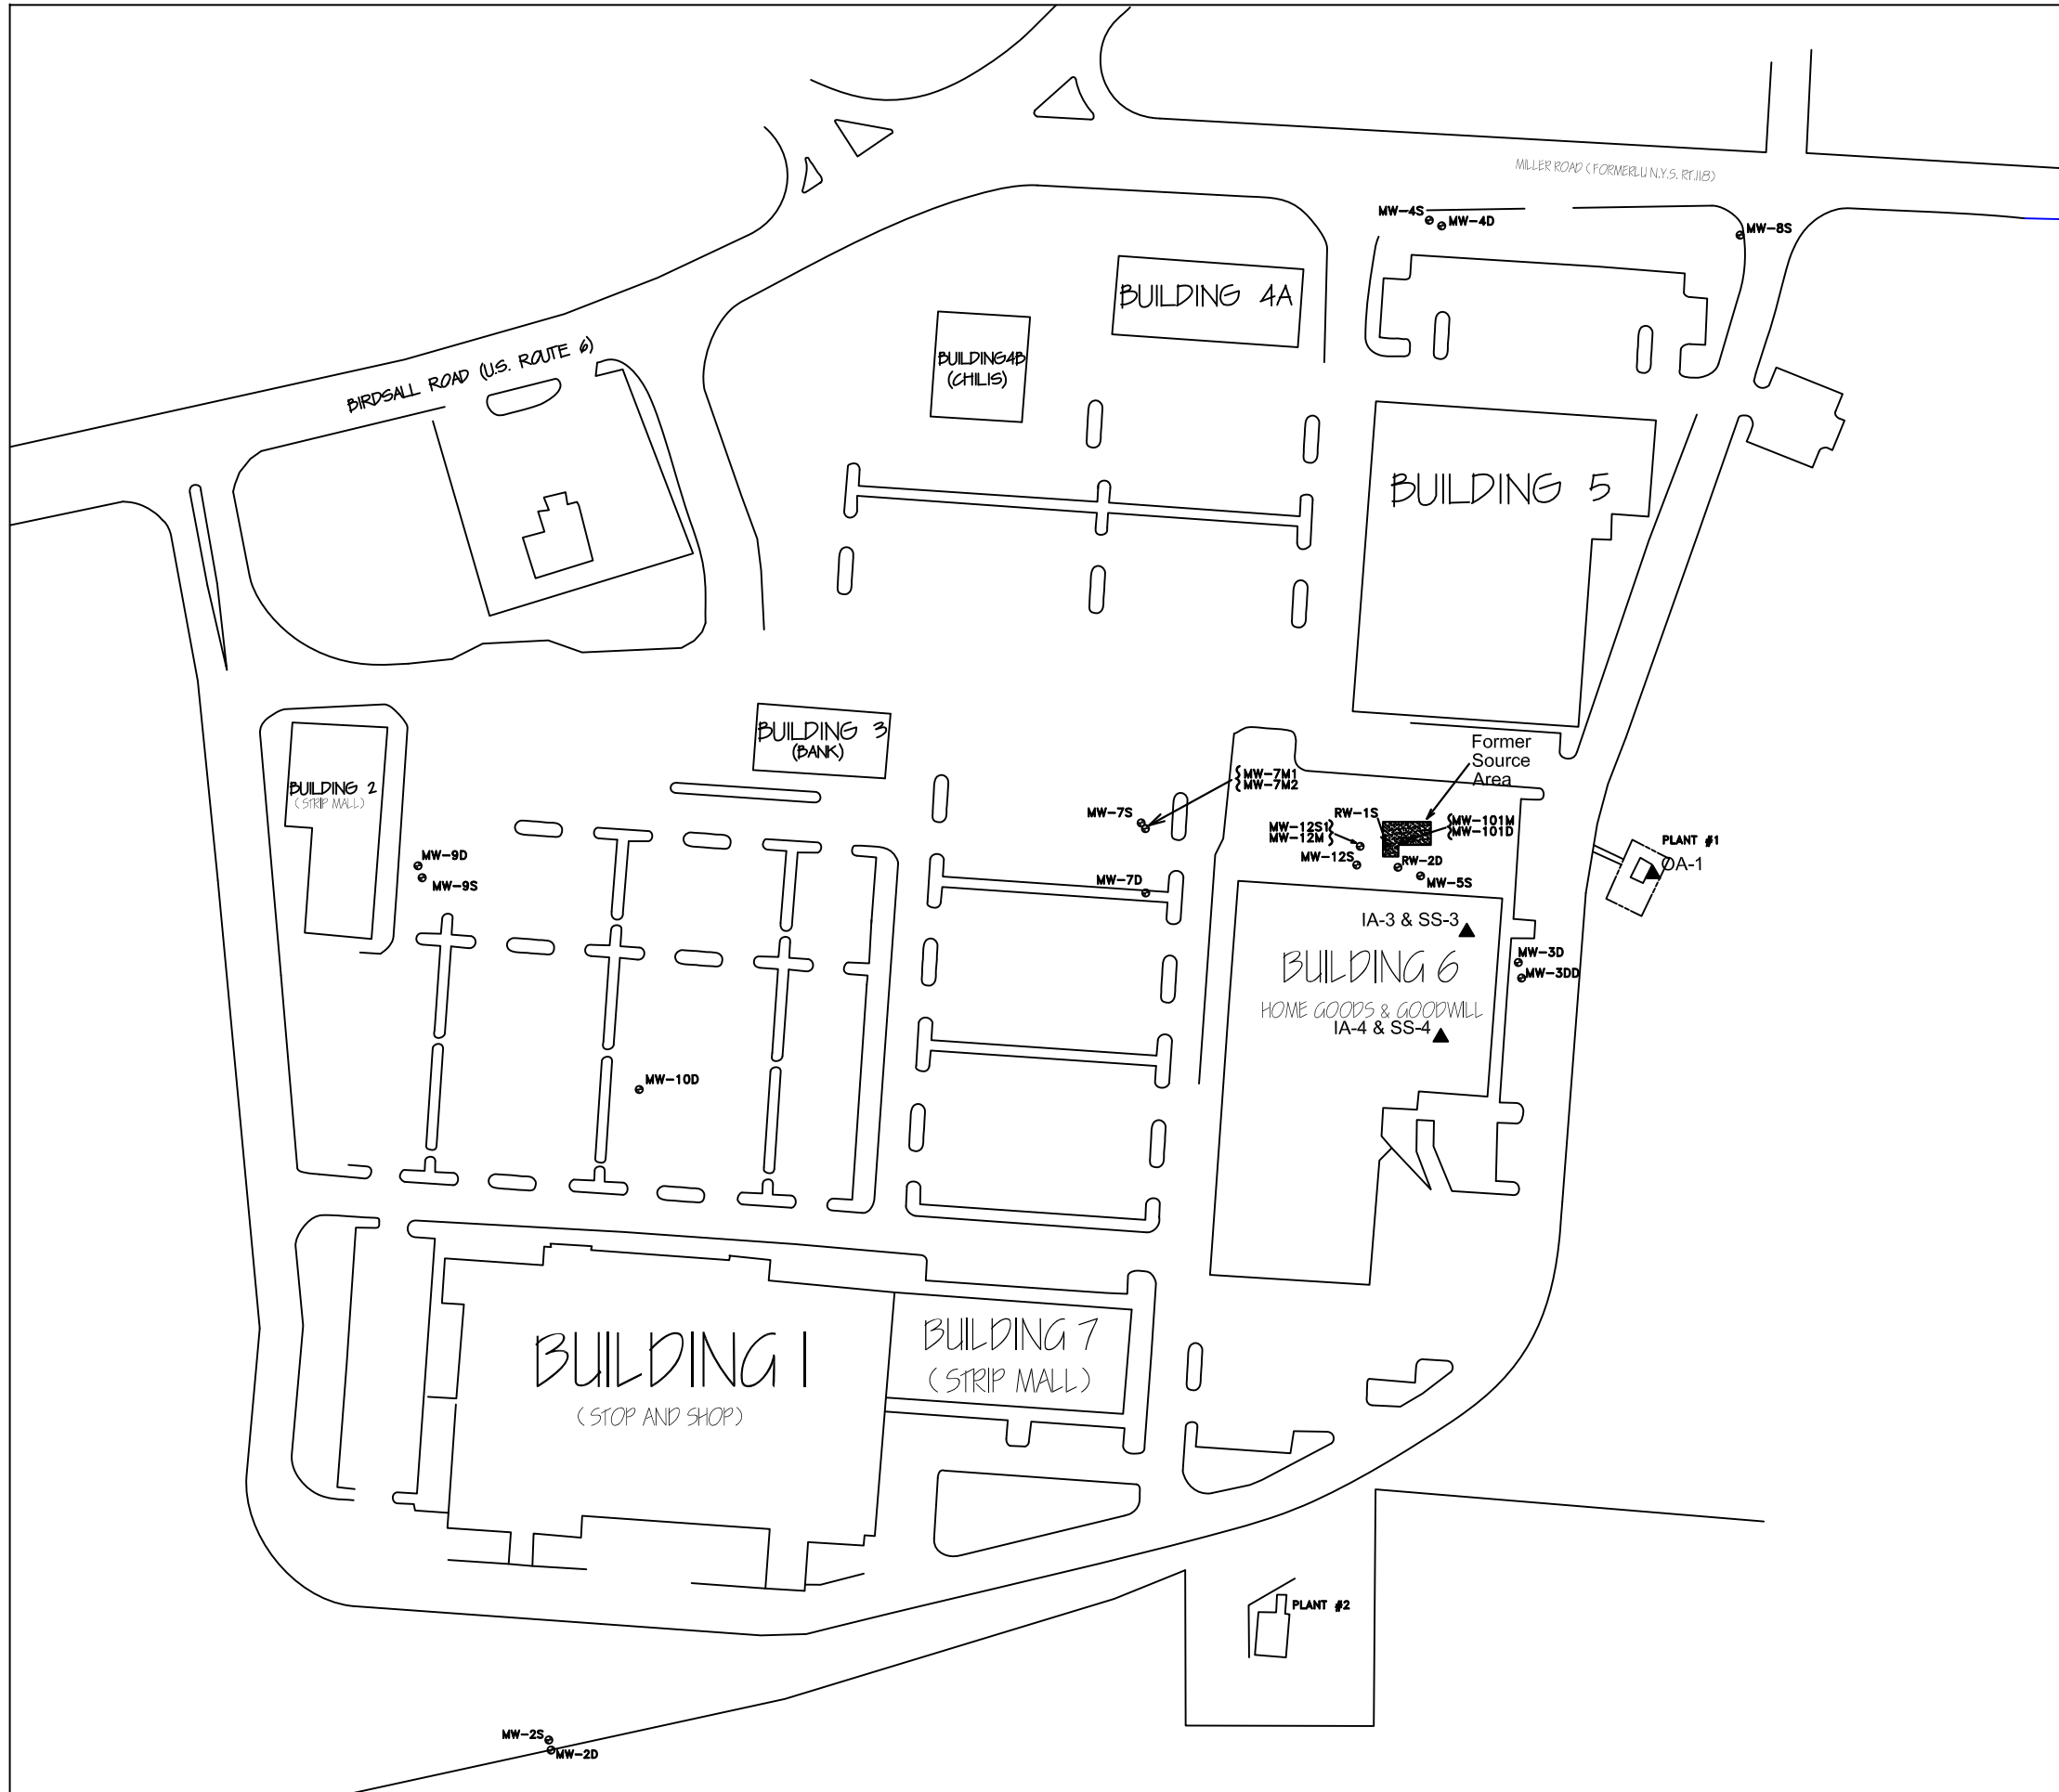 MILLER ROAD (FORMERLU N.Y.S. RT.118)
MW-4S
MW-4D
MW-8S
BUILDING 4A
BUILDING4B
(CHILIS)
BIRDSALL ROAD (U.S. ROUTE 6)
BUILDING 5
BUILDING 3
(BANK)
Former
Source
Area
BUILDING 2
(STRIP MALL)
MW-7M1
MW-7M2
MW-7S
RW-1S
MW-12S1
MW-12M
MW-101M
MW-101D
MW-12S
RW-2D
MW-5S
PLANT #1
OA-1
MW-9D
MW-9S
MW-7D
IA-3 & SS-3
BUILDING 6
HOME GOODS & GOODWILL
IA-4 & SS-4
MW-3D
MW-3DD
MW-10D
BUILDING 1
(STOP AND SHOP)
BUILDING 7
(STRIP MALL)
PLANT #2
MW-2S
MW-2D